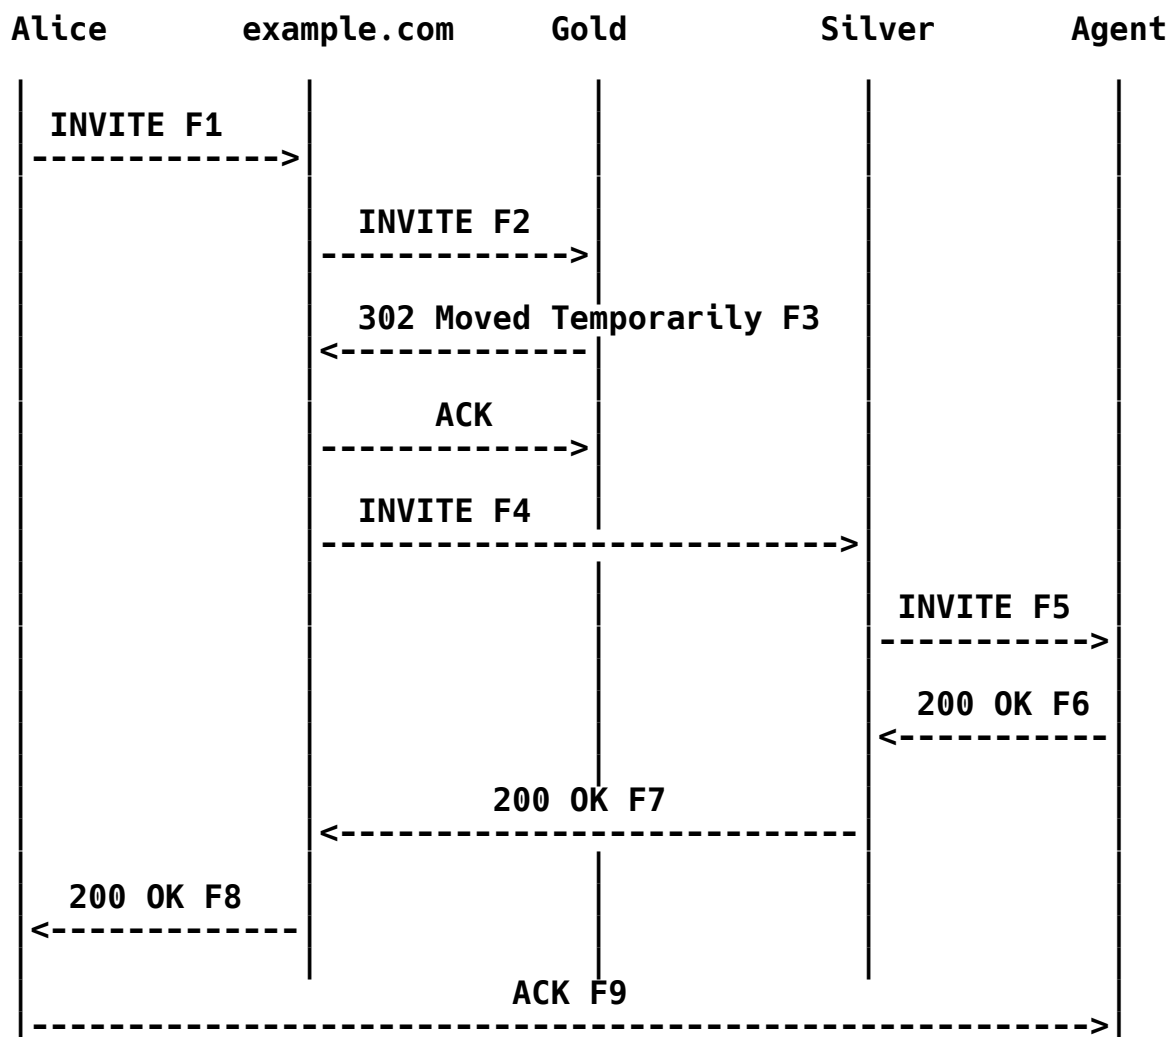 Alice example.com Gold Silver Agent
INVITE F1
INVITE F2
302 Moved Temporarily F3
ACK
INVITE F4
INVITE F5
200 OK F6
200 OK F7
200 OK F8
ACK F9